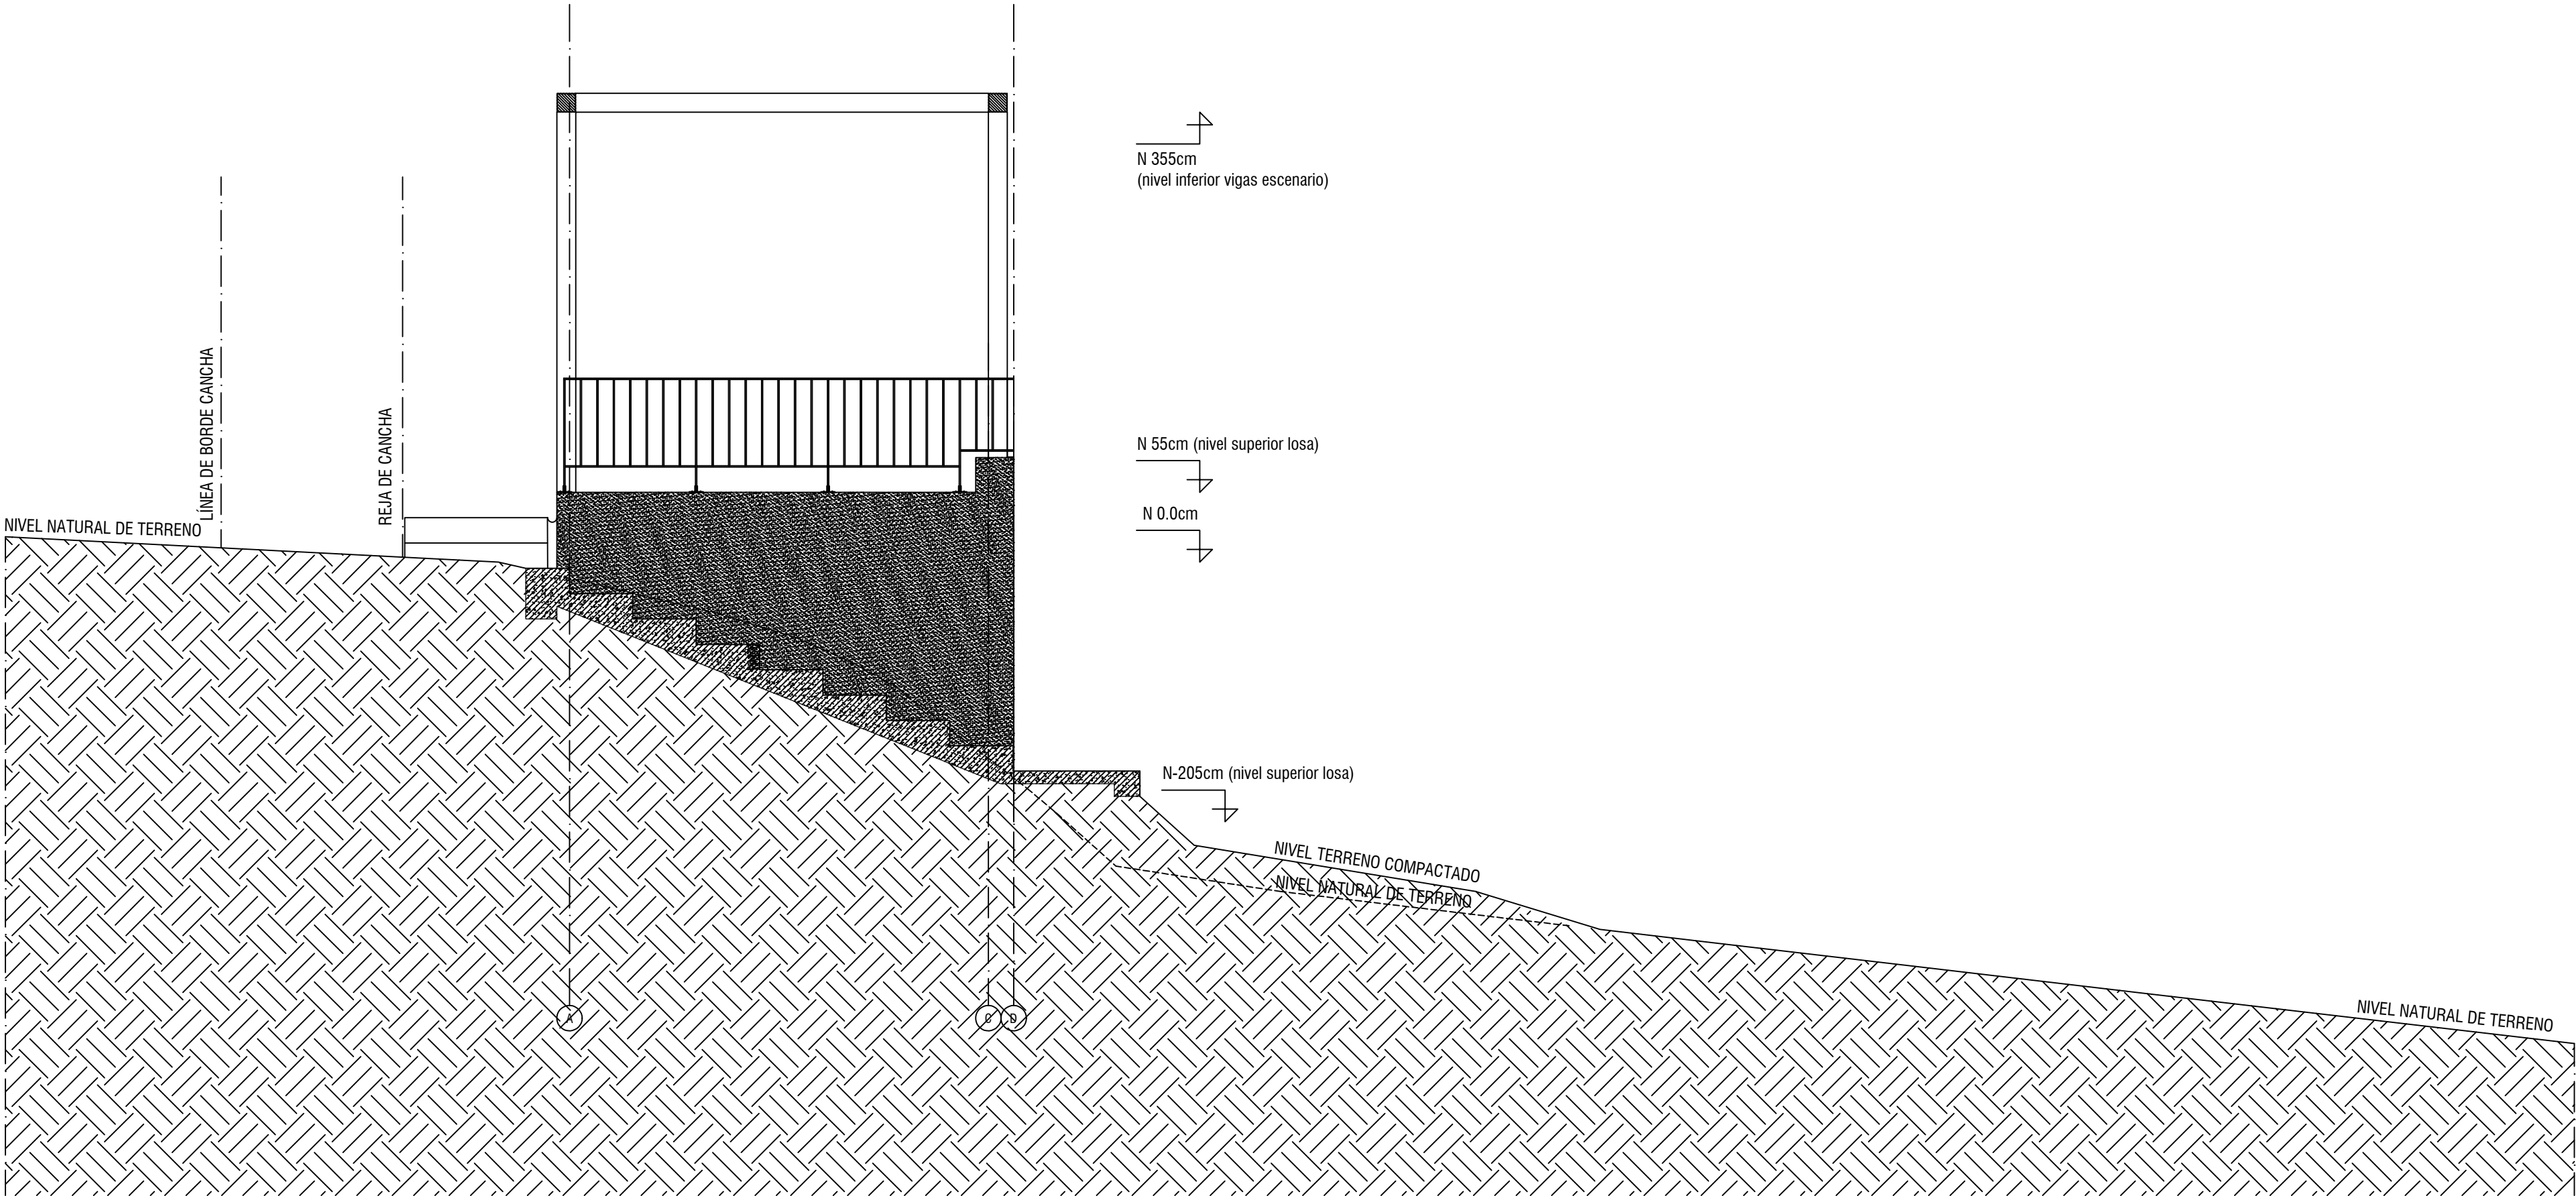 N 355cm
(nivel inferior vigas escenario)
LÍNEA DE BORDE CANCHA
REJA DE CANCHA
N 55cm (nivel superior losa)
N 0.0cm
NIVEL NATURAL DE TERRENO
N-205cm (nivel superior losa)
NIVEL TERRENO COMPACTADO
NIVEL NATURAL DE TERRENO
NIVEL NATURAL DE TERRENO
A
C
D